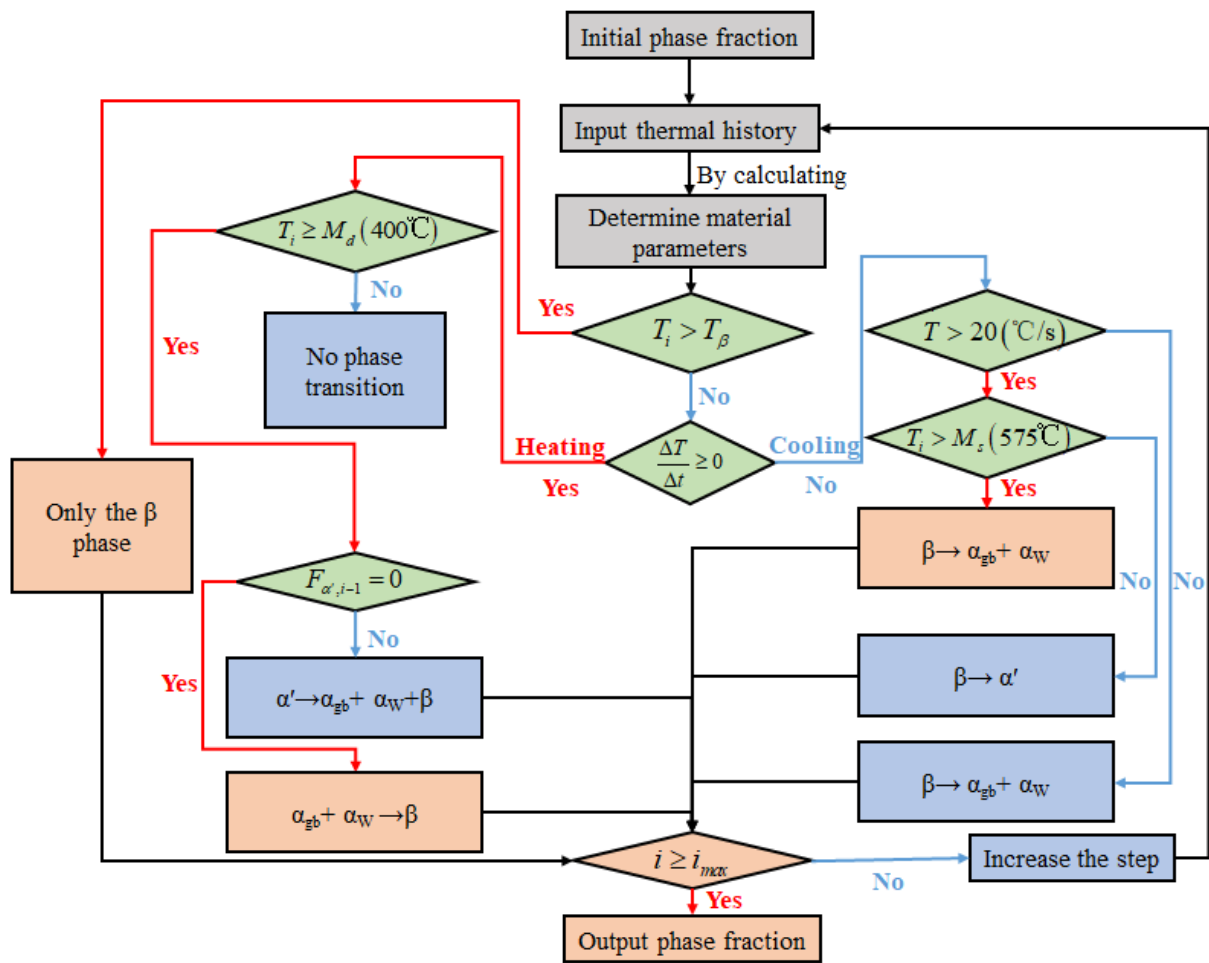 Initial phase fraction
Input thermal history
By calculating
Determine material
parameters
T_i ≥ M_d (400℃)
No
Yes
No phase
transition
Yes
T_i > T_β
No
T > 20 (℃/s)
Yes
T_i > M_s (575℃)
Yes
No
No
Heating
Yes
ΔT
Δt
≥ 0
Cooling
No
Only the β
phase
β→ α_gb+ α_W
F_α′,i−1 = 0
No
Yes
α′→α_gb+ α_W+β
β→ α′
α_gb+ α_W →β
β→ α_gb+ α_W
i ≥ i_max
No
Increase the step
Yes
Output phase fraction